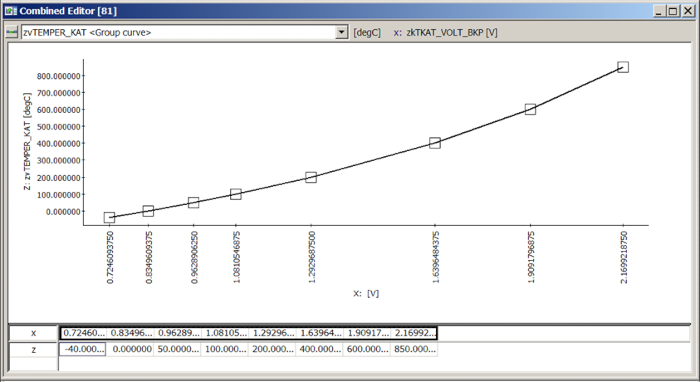 Combined Editor [81]
zvTEMPER_KAT <Group curve> [degC] x: zkTKAT_VOLT_BKP [V]
Z: zvTEMPER_KAT [degC]
800.000000
700.000000
600.000000
500.000000
400.000000
300.000000
200.000000
100.000000
0.000000
0.7246093750 0.8349609375 0.9628906250 1.0810546875 1.2929687500 1.6396484375 1.9091796875 2.1699218750
X: [V]
x 0.72460... 0.83496... 0.96289... 1.08105... 1.29296... 1.63964... 1.90917... 2.16992...
z -40.000... 0.000000 50.0000... 100.000... 200.000... 400.000... 600.000... 850.000...